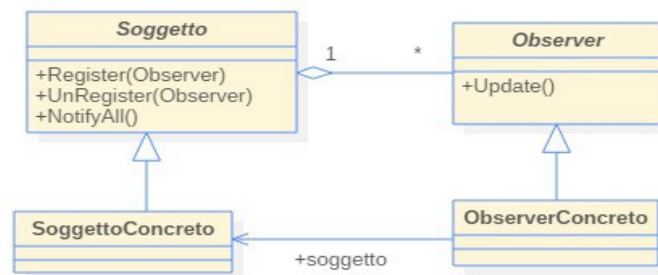 Soggetto
+Register(Observer)
+UnRegister(Observer)
+NotifyAll()
1
*
Observer
+Update()
SoggettoConcreto
+soggetto
ObserverConcreto